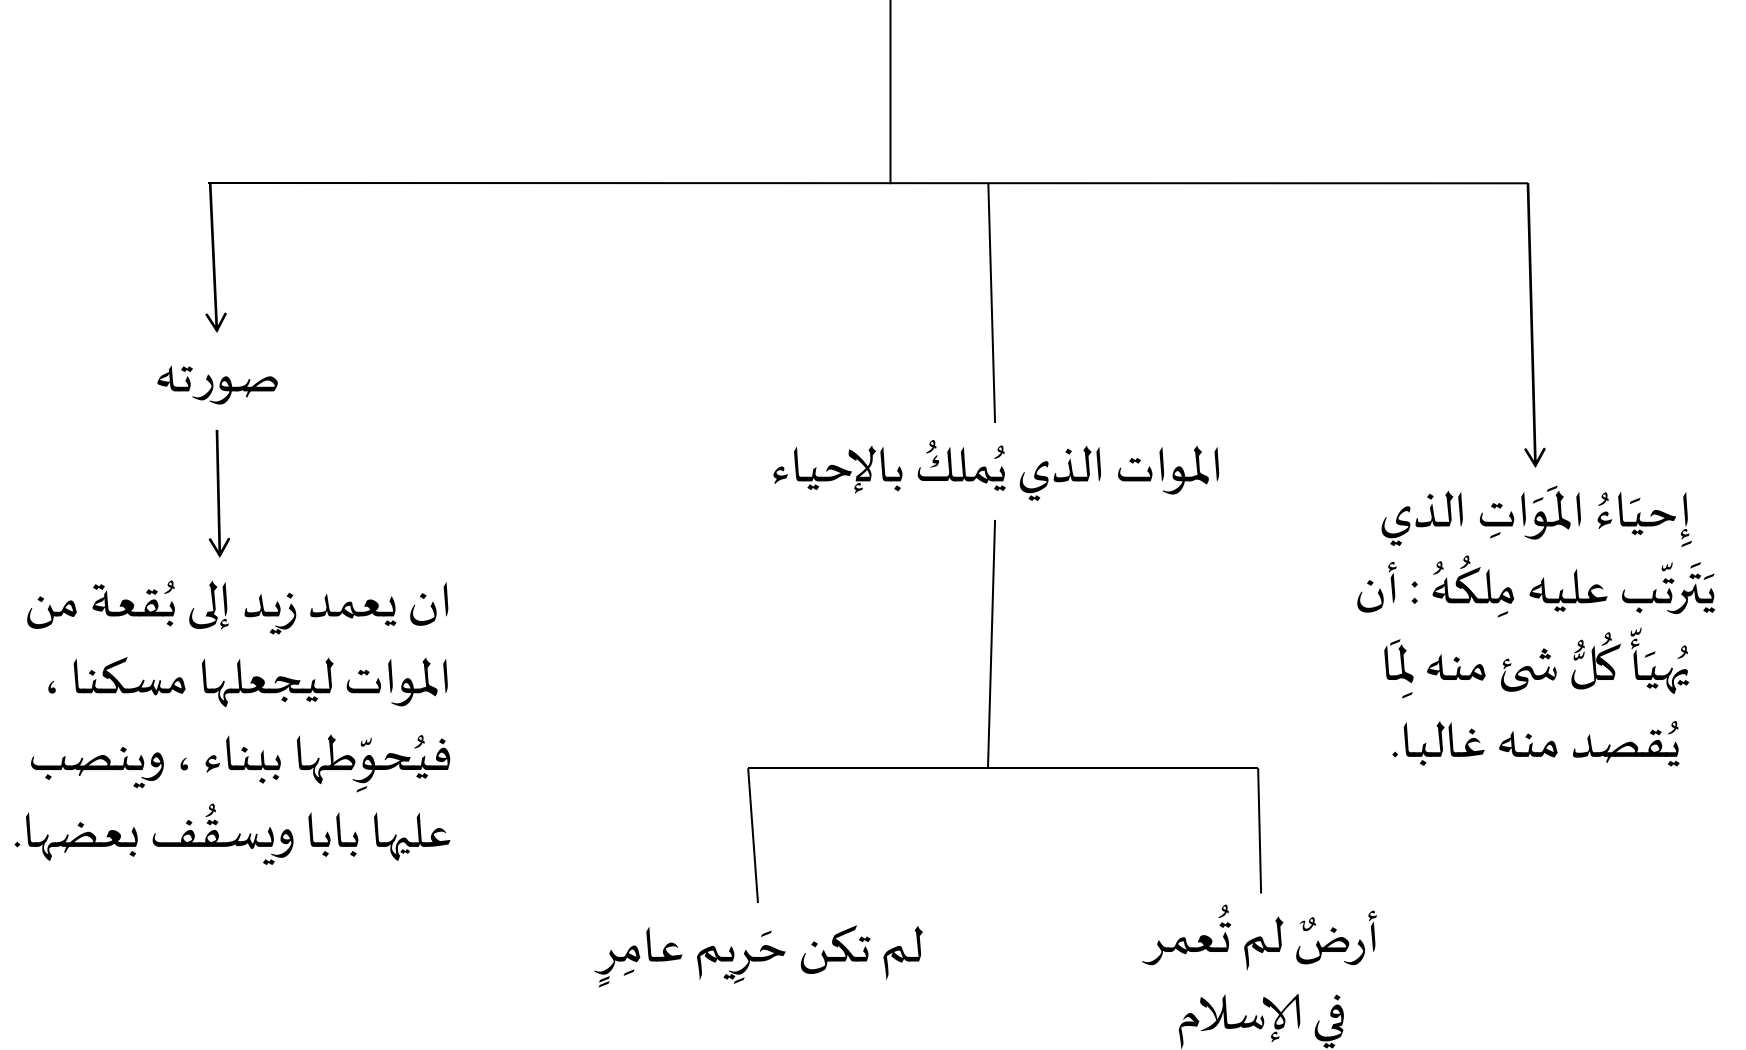 إِحيَاءُ المَوَاتِ الذي
يَتَرتّب عليه مِلكُهُ : أن
يُهيَأّ كُلُّ شئ منه لِمَا
يُقصد منه غالبا.
الموات الذي يُملكُ بالإحياء
أرضٌ لم تُعمر
في الإسلام
لم تكن حَرِيم عامِرٍ
صورته
ان يعمد زيد إلى بُقعة من
الموات ليجعلها مسكنا ،
فيُحوِّطها ببناء ، وينصب
عليها بابا ويسقُف بعضها.